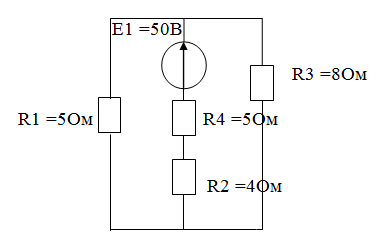 E1 =50В
R3 =8Ом
R1 =5Ом
R4 =5Ом
R2 =4Ом